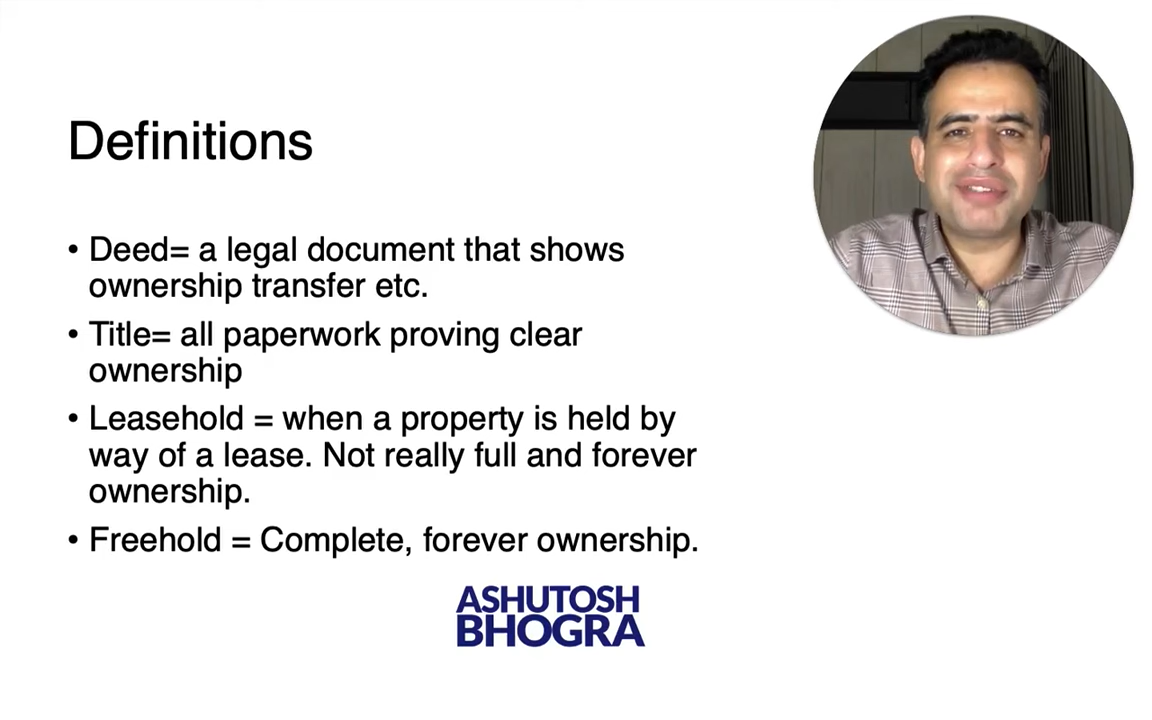 Definitions
• Deed= a legal document that shows
ownership transfer etc.
• Title= all paperwork proving clear
ownership
• Leasehold = when a property is held by
way of a lease. Not really full and forever
ownership.
• Freehold = Complete, forever ownership.
ASHUTOSH
BHOGRA